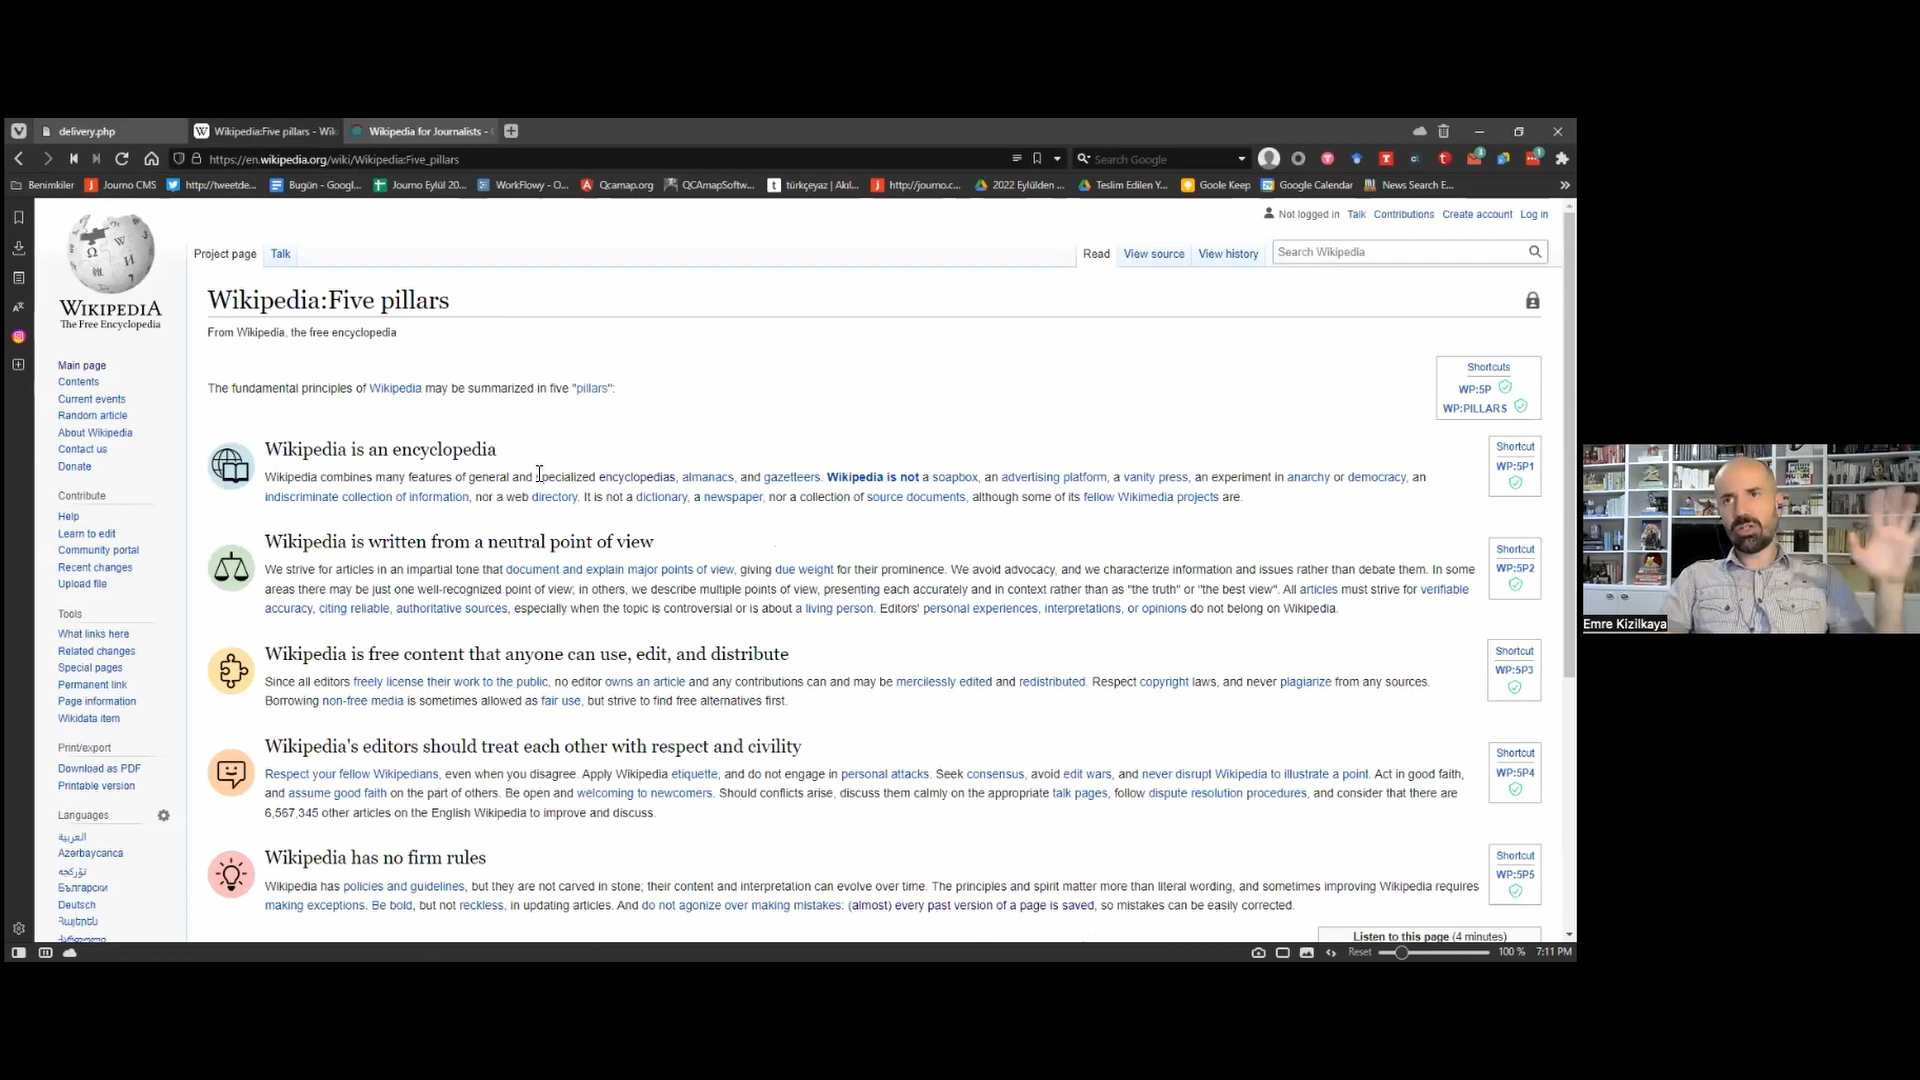 delivery.php
Wikipedia:Five pillars - Wik
Wikipedia for Journalists -
https://en.wikipedia.org/wiki/Wikipedia:Five_pillars
Search Google
Benimkiler
Journo CMS
http://tweetde...
Bugün - Googl...
Journo Eylül 20...
WorkFlowy - O...
Qcamap.org
QCAmapSoftw...
türkçeyaz | Akıl...
http://journo.c...
2022 Eylülden ...
Teslim Edilen Y...
Goole Keep
Google Calendar
News Search E...
WIKIPEDIA
The Free Encyclopedia
Not logged in Talk Contributions Create account Log in
Project page Talk
Read View source View history
Search Wikipedia
Main page
Contents
Current events
Random article
About Wikipedia
Contact us
Donate
Contribute
Help
Learn to edit
Community portal
Recent changes
Upload file
Tools
What links here
Related changes
Special pages
Permanent link
Page information
Wikidata item
Print/export
Download as PDF
Printable version
Languages
العربية
Azərbaycanca
تۆرکجه
Български
Deutsch
Հայերեն
ქართული
Wikipedia:Five pillars
From Wikipedia, the free encyclopedia
The fundamental principles of Wikipedia may be summarized in five "pillars":
Shortcuts
WP:5P
WP:PILLARS
Wikipedia is an encyclopedia
Wikipedia combines many features of general and specialized encyclopedias, almanacs, and gazetteers. Wikipedia is not a soapbox, an advertising platform, a vanity press, an experiment in anarchy or democracy, an
indiscriminate collection of information, nor a web directory. It is not a dictionary, a newspaper, nor a collection of source documents, although some of its fellow Wikimedia projects are.
Shortcut
WP:5P1
Wikipedia is written from a neutral point of view
We strive for articles in an impartial tone that document and explain major points of view, giving due weight for their prominence. We avoid advocacy, and we characterize information and issues rather than debate them. In some
areas there may be just one well-recognized point of view; in others, we describe multiple points of view, presenting each accurately and in context rather than as "the truth" or "the best view". All articles must strive for verifiable
accuracy, citing reliable, authoritative sources, especially when the topic is controversial or is about a living person. Editors' personal experiences, interpretations, or opinions do not belong on Wikipedia.
Shortcut
WP:5P2
Wikipedia is free content that anyone can use, edit, and distribute
Since all editors freely license their work to the public, no editor owns an article and any contributions can and may be mercilessly edited and redistributed. Respect copyright laws, and never plagiarize from any sources.
Borrowing non-free media is sometimes allowed as fair use, but strive to find free alternatives first.
Shortcut
WP:5P3
Wikipedia's editors should treat each other with respect and civility
Respect your fellow Wikipedians, even when you disagree. Apply Wikipedia etiquette, and do not engage in personal attacks. Seek consensus, avoid edit wars, and never disrupt Wikipedia to illustrate a point. Act in good faith,
and assume good faith on the part of others. Be open and welcoming to newcomers. Should conflicts arise, discuss them calmly on the appropriate talk pages, follow dispute resolution procedures, and consider that there are
6,567,345 other articles on the English Wikipedia to improve and discuss.
Shortcut
WP:5P4
Wikipedia has no firm rules
Wikipedia has policies and guidelines, but they are not carved in stone; their content and interpretation can evolve over time. The principles and spirit matter more than literal wording, and sometimes improving Wikipedia requires
making exceptions. Be bold, but not reckless, in updating articles. And do not agonize over making mistakes: (almost) every past version of a page is saved, so mistakes can be easily corrected.
Shortcut
WP:5P5
Listen to this page (4 minutes)
Reset 100 % 7:11 PM
Emre Kizilkaya